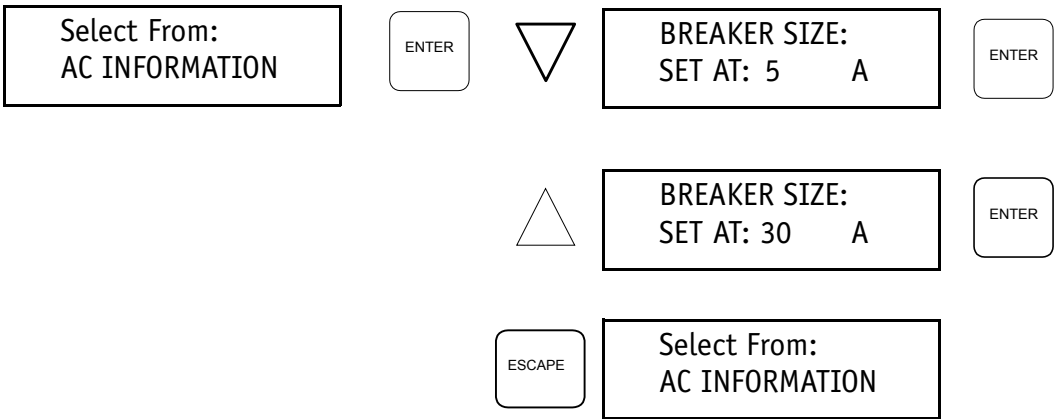 Select From:
AC INFORMATION
ENTER
BREAKER SIZE:
SET AT: 5 A
ENTER
BREAKER SIZE:
SET AT: 30 A
ENTER
ESCAPE
Select From:
AC INFORMATION